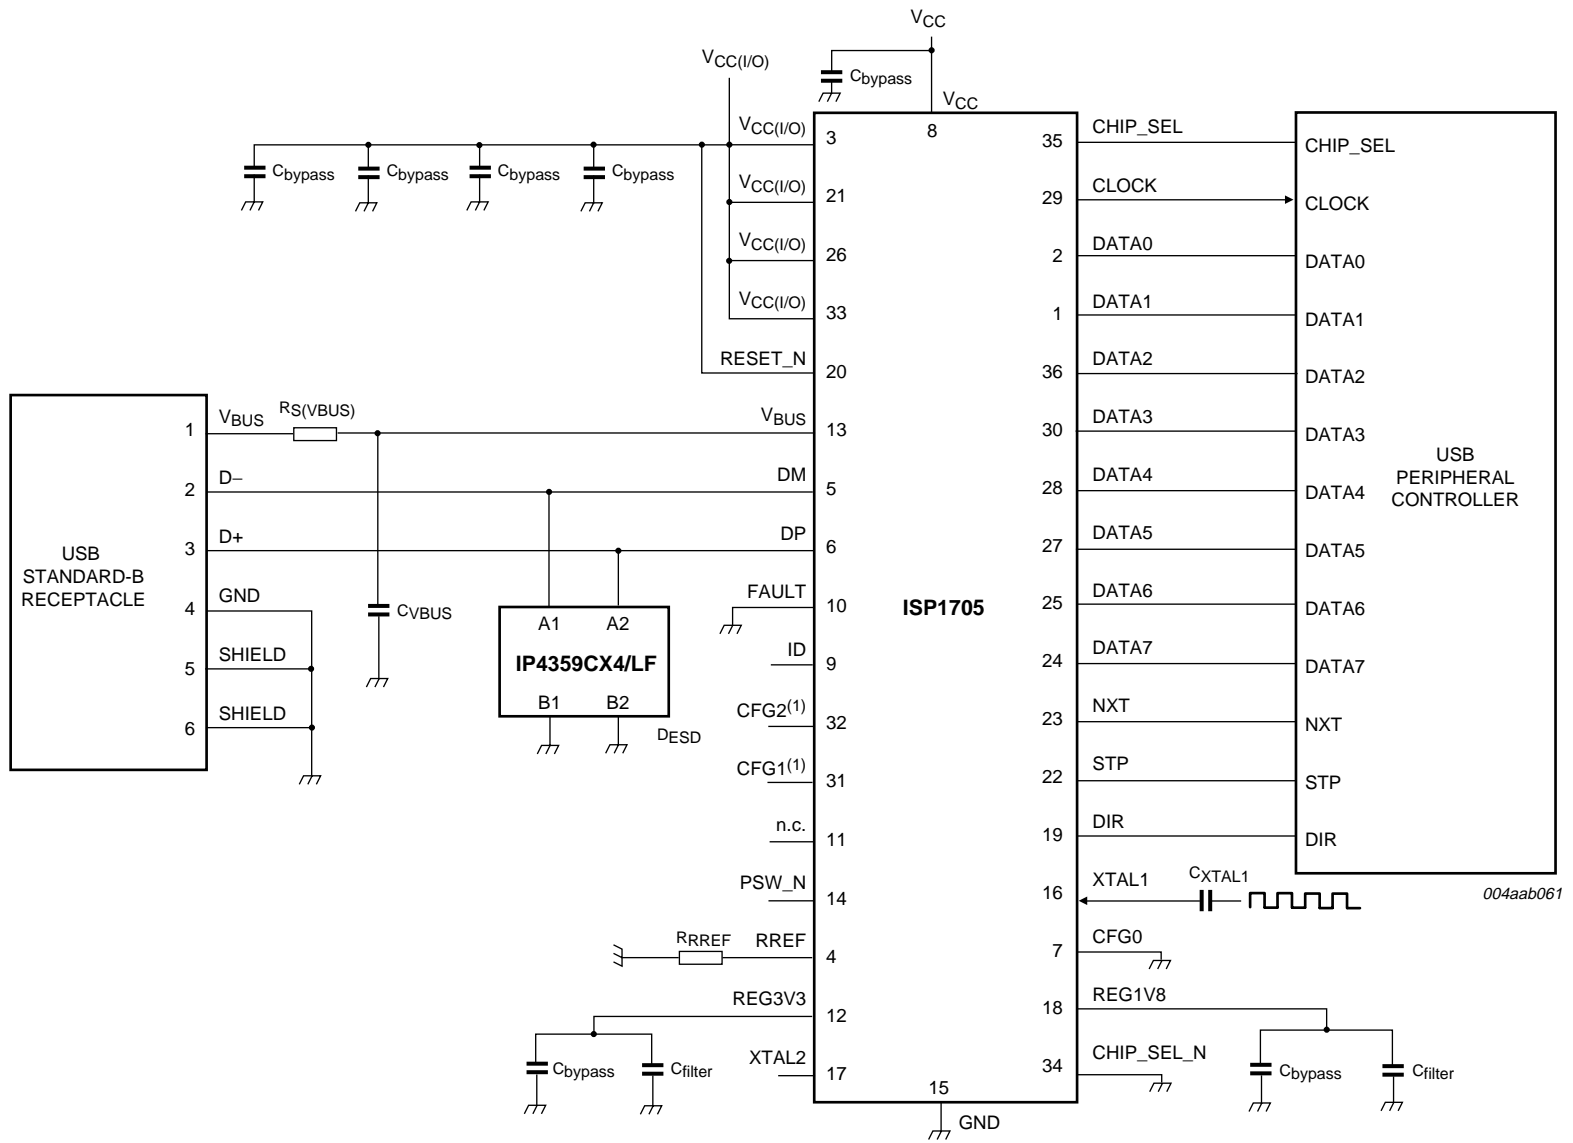 VCC
VCC(I/O)
Cbypass
VCC
8
VCC(I/O)
3
Cbypass
Cbypass
Cbypass
Cbypass
VCC(I/O)
21
VCC(I/O)
26
VCC(I/O)
33
RESET_N
20
VBUS
13
DM
5
DP
6
FAULT
10
ID
9
CFG2(1)
32
CFG1(1)
31
n.c.
11
PSW_N
14
RRREF
RREF
4
REG3V3
12
Cbypass
Cfilter
XTAL2
17
ISP1705
15
GND
USB
STANDARD-B
RECEPTACLE
1
VBUS
RS(VBUS)
2
D−
3
D+
4
GND
5
SHIELD
6
SHIELD
CVBUS
A1
A2
IP4359CX4/LF
B1
B2
DESD
35
CHIP_SEL
CHIP_SEL
29
CLOCK
CLOCK
2
DATA0
DATA0
1
DATA1
DATA1
36
DATA2
DATA2
30
DATA3
DATA3
28
DATA4
DATA4
27
DATA5
DATA5
25
DATA6
DATA6
24
DATA7
DATA7
23
NXT
NXT
22
STP
STP
19
DIR
DIR
USB
PERIPHERAL
CONTROLLER
16
XTAL1
CXTAL1
004aab061
7
CFG0
18
REG1V8
34
CHIP_SEL_N
Cbypass
Cfilter